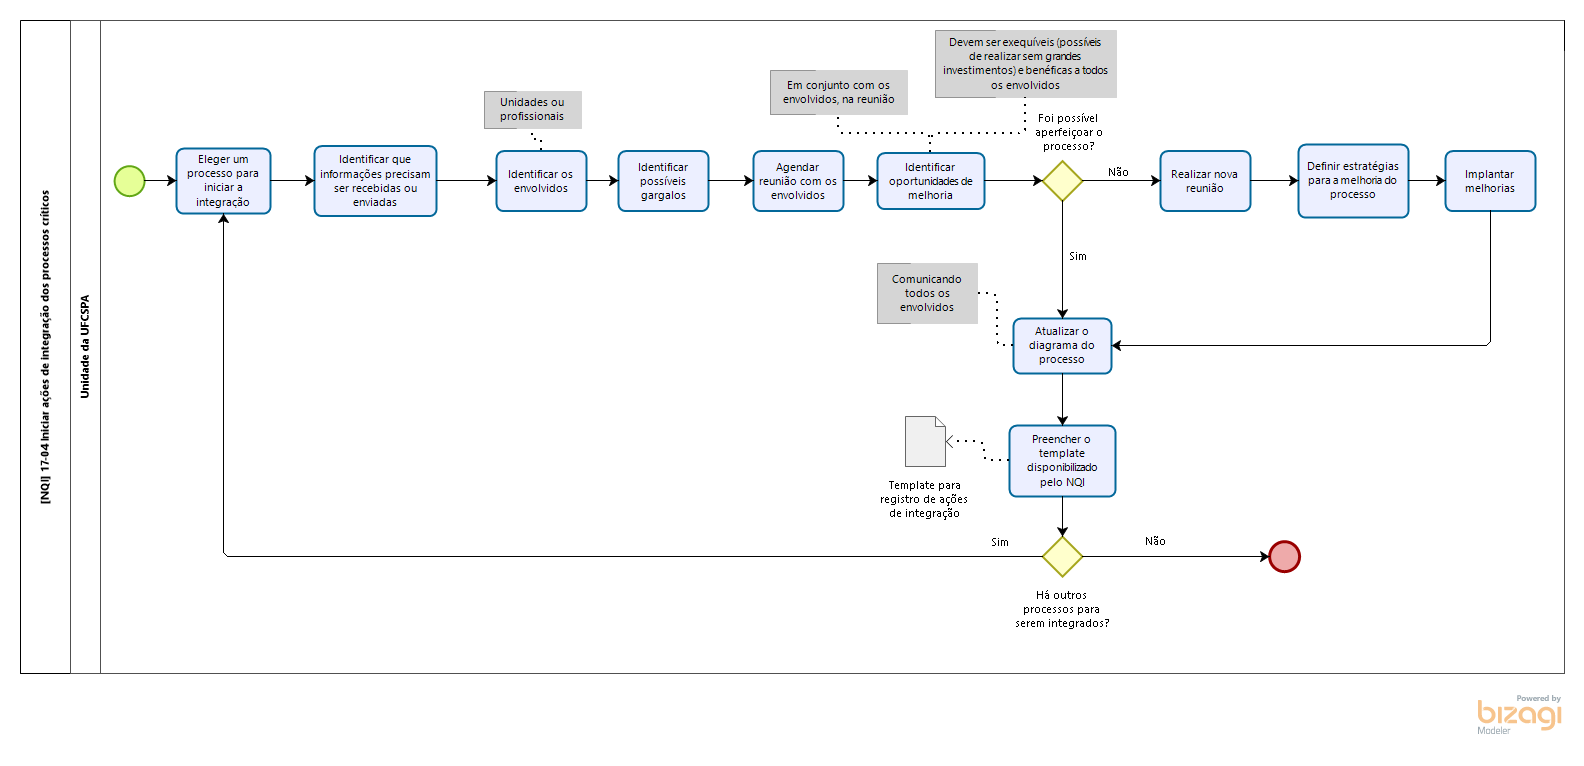 [NQI] 17-04 Iniciar ações de integração dos processos críticos
Unidade da UFCSPA
Eleger um
processo para
iniciar a
integração
Identificar que
informações precisam
ser recebidas ou
enviadas
Unidades ou
profissionais
Identificar os
envolvidos
Identificar
possíveis
gargalos
Agendar
reunião com os
envolvidos
Em conjunto com os
envolvidos, na reunião
Devem ser exequíveis (possíveis
de realizar sem grandes
investimentos) e benéficas a todos
os envolvidos
Identificar
oportunidades de
melhoria
Foi possível
aperfeiçoar o
processo?
Não
Realizar nova
reunião
Definir estratégias
para a melhoria do
processo
Implantar
melhorias
Sim
Comunicando
todos os
envolvidos
Atualizar o
diagrama do
processo
Preencher o
template
disponibilizado
pelo NQI
Template para
registro de ações
de integração
Sim
Não
Há outros
processos para
serem integrados?
Powered by
bizagi
Modeler